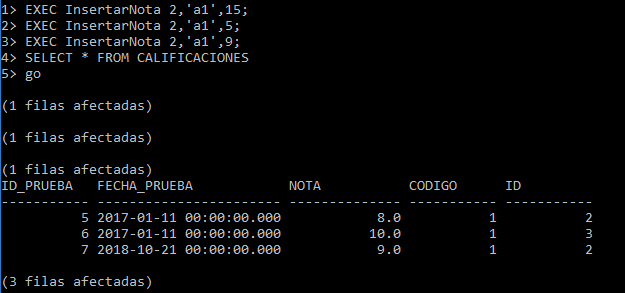 1> EXEC InsertarNota 2,'a1',15;
2> EXEC InsertarNota 2,'a1',5;
3> EXEC InsertarNota 2,'a1',9;
4> SELECT * FROM CALIFICACIONES
5> go
(1 filas afectadas)
(1 filas afectadas)
(1 filas afectadas)
ID_PRUEBA   FECHA_PRUEBA            NOTA           CODIGO      ID
----------- ----------------------- -------------- ----------- -----------
          5 2017-01-11 00:00:00.000            8.0           1           2
          6 2017-01-11 00:00:00.000           10.0           1           3
          7 2018-10-21 00:00:00.000            9.0           1           2
(3 filas afectadas)